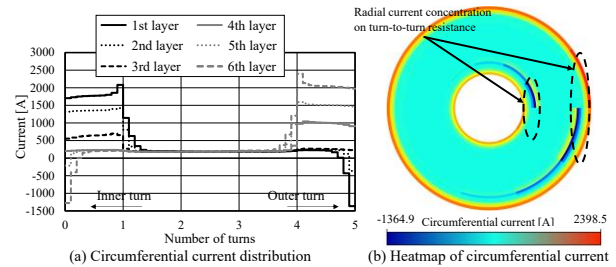 1st layer
2nd layer
3rd layer
4th layer
5th layer
6th layer
3000
2500
2000
1500
1000
500
0
-500
-1000
-1500
Current [A]
Inner turn
Outer turn
0
1
2
3
4
5
Number of turns
(a) Circumferential current distribution
Radial current concentration
on turn-to-turn resistance
-1364.9
Circumferential current [A]
2398.5
(b) Heatmap of circumferential current